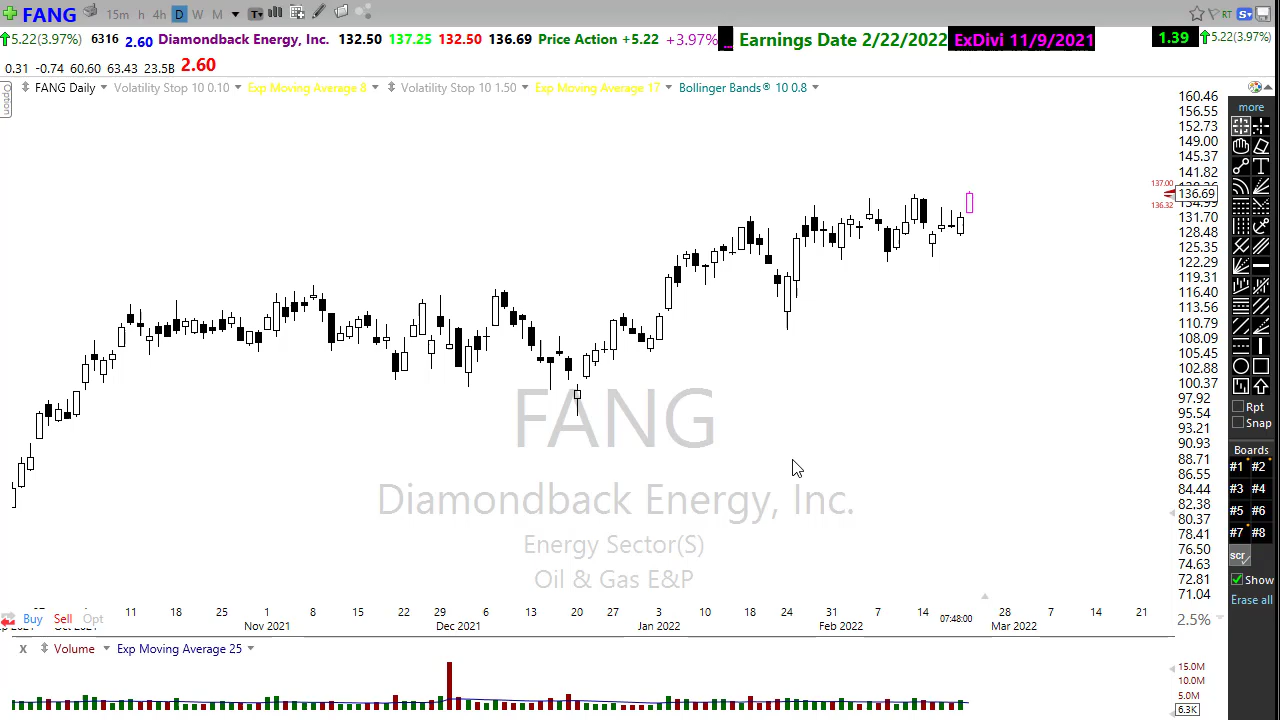 FANG 15m h 4h D W M RT
5.22 (3.97%) 6316 2.60 Diamondback Energy, Inc. 132.50 137.25 132.50 136.69 Price Action +5.22 +3.97% ... Earnings Date 2/22/2022 ExDivi 11/9/2021 1.39 5.22 (3.97%)
0.31 -0.74 60.60 63.43 23.5B 2.60
Option
FANG Daily Volatility Stop 10 0.10 Exp Moving Average 8 Volatility Stop 10 1.50 Exp Moving Average 17 Bollinger Bands® 10 0.8
160.46
156.55
152.73
149.00
145.37
141.82
137.00
136.69
136.32
131.70
128.48
125.35
122.29
119.31
116.40
113.56
110.79
108.09
105.45
102.88
100.37
97.92
95.54
93.21
90.93
88.71
86.55
84.44
82.38
80.37
78.41
76.50
74.63
72.81
71.04
more
T
Rpt
Snap
Boards
#1 #2
#3 #4
#5 #6
#7 #8
scr
Show
Erase all
FANG
Diamondback Energy, Inc.
Energy Sector(S)
Oil & Gas E&P
11 18 25 1 8 15 22 29 6 13 20 27 3 10 18 24 31 7 14 07:48:00 28 7 14 21
Buy Sell Opt
Nov 2021 Dec 2021 Jan 2022 Feb 2022 Mar 2022
2.5%
X Volume Exp Moving Average 25
15.0M
10.0M
5.0M
6.3K